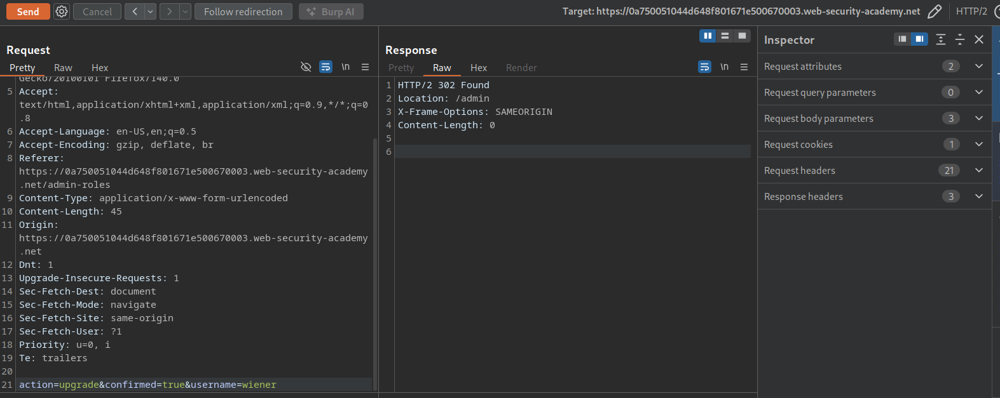 Send Cancel < > Follow redirection Burp AI Target: https://0a750051044d648f801671e500670003.web-security-academy.net HTTP/2
Request
Pretty Raw Hex \n
Gecko/20100101 Firefox/140.0
5 Accept:
text/html,application/xhtml+xml,application/xml;q=0.9,*/*;q=0
.8
6 Accept-Language: en-US,en;q=0.5
7 Accept-Encoding: gzip, deflate, br
8 Referer:
https://0a750051044d648f801671e500670003.web-security-academy
.net/admin-roles
9 Content-Type: application/x-www-form-urlencoded
10 Content-Length: 45
11 Origin:
https://0a750051044d648f801671e500670003.web-security-academy
.net
12 Dnt: 1
13 Upgrade-Insecure-Requests: 1
14 Sec-Fetch-Dest: document
15 Sec-Fetch-Mode: navigate
16 Sec-Fetch-Site: same-origin
17 Sec-Fetch-User: ?1
18 Priority: u=0, i
19 Te: trailers
20
21 action=upgrade&confirmed=true&username=wiener
Response
Pretty Raw Hex Render \n
1 HTTP/2 302 Found
2 Location: /admin
3 X-Frame-Options: SAMEORIGIN
4 Content-Length: 0
5
6
Inspector
Request attributes 2
Request query parameters 0
Request body parameters 3
Request cookies 1
Request headers 21
Response headers 3